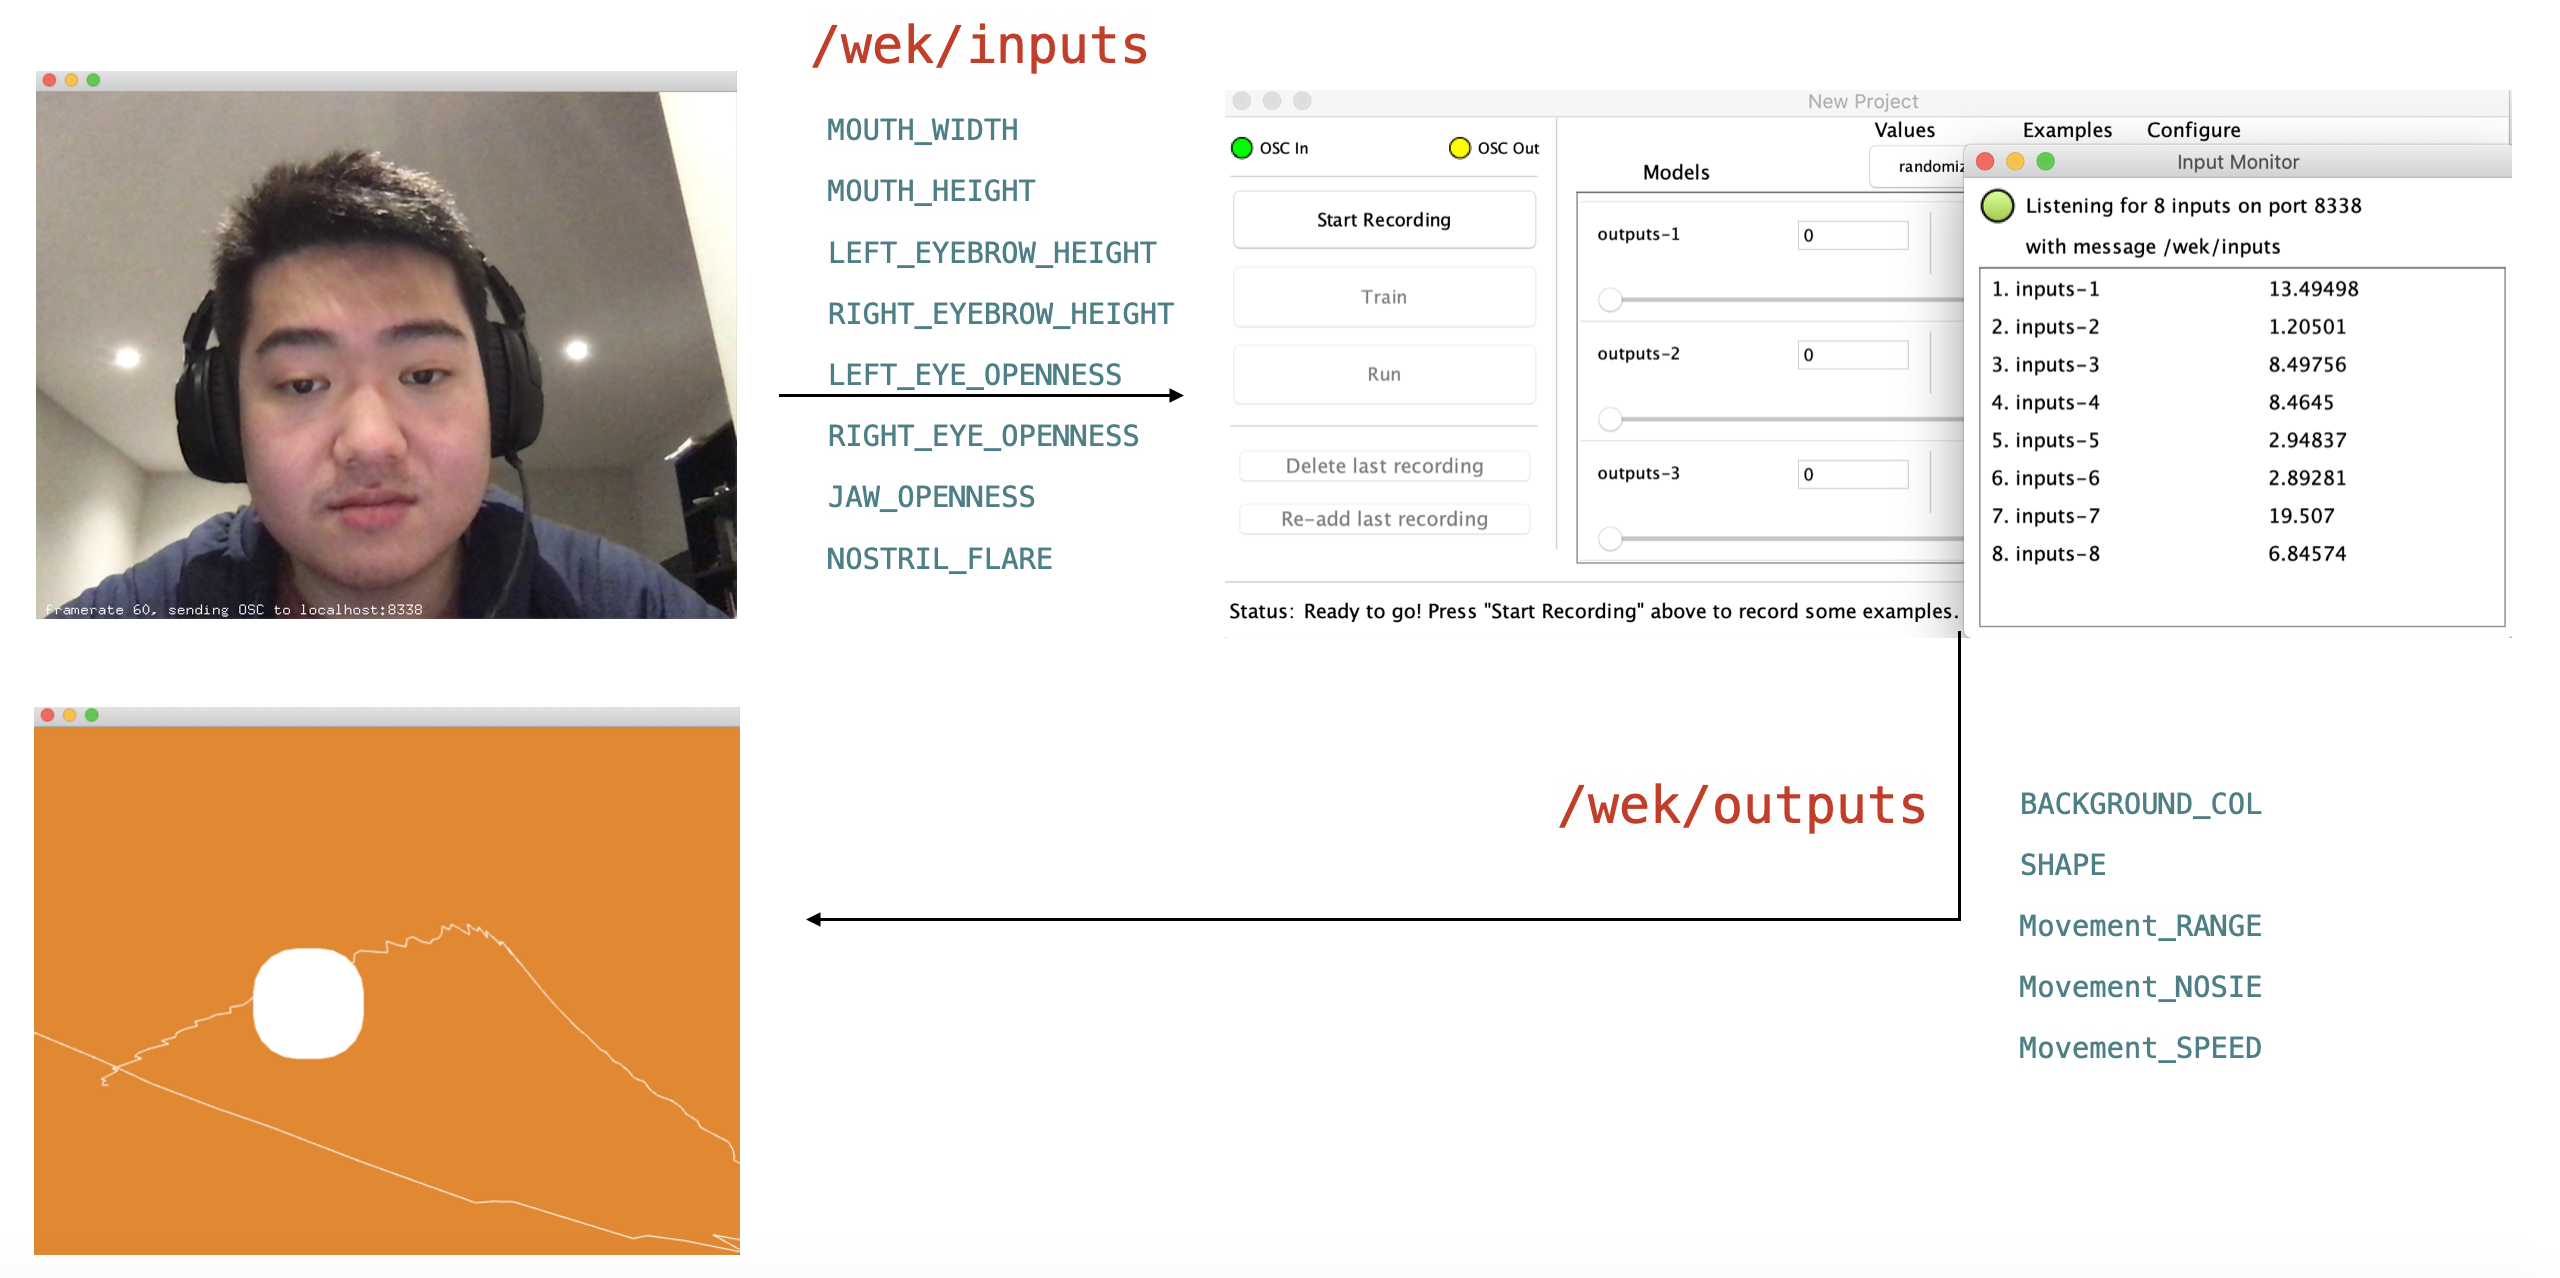 /wek/inputs
MOUTH_WIDTH
MOUTH_HEIGHT
LEFT_EYEBROW_HEIGHT
RIGHT_EYEBROW_HEIGHT
LEFT_EYE_OPENNESS
RIGHT_EYE_OPENNESS
JAW_OPENNESS
NOSTRIL_FLARE
framerate 60, sending OSC to localhost:8338
New Project
OSC In
OSC Out
Start Recording
Train
Run
Delete last recording
Re-add last recording
Values Examples Configure
Models
outputs-1 0
outputs-2 0
outputs-3 0
Status: Ready to go! Press "Start Recording" above to record some examples.
Input Monitor
Listening for 8 inputs on port 8338
with message /wek/inputs
1. inputs-1 13.49498
2. inputs-2 1.20501
3. inputs-3 8.49756
4. inputs-4 8.4645
5. inputs-5 2.94837
6. inputs-6 2.89281
7. inputs-7 19.507
8. inputs-8 6.84574
/wek/outputs
BACKGROUND_COL
SHAPE
Movement_RANGE
Movement_NOSIE
Movement_SPEED